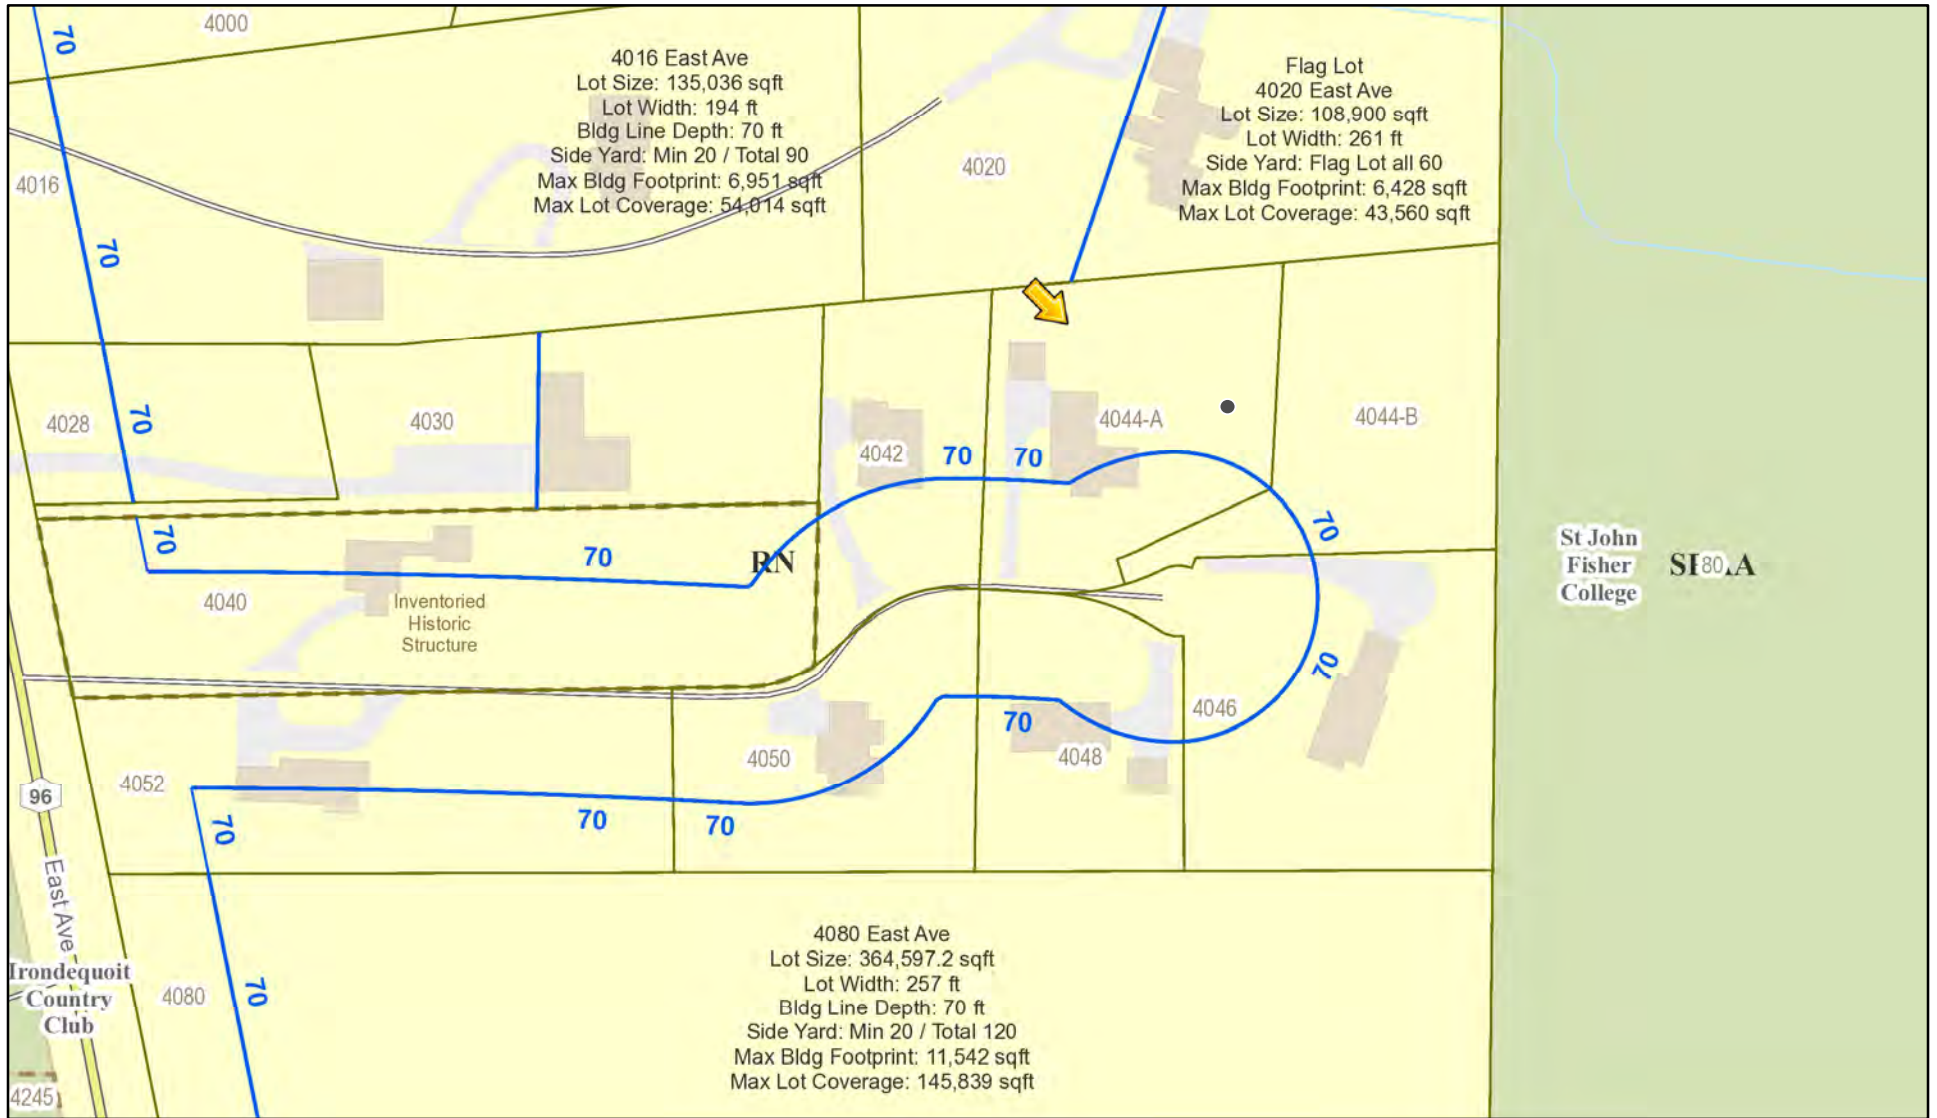 4000
70
4016 East Ave
Lot Size: 135,036 sqft
Lot Width: 194 ft
Bldg Line Depth: 70 ft
Side Yard: Min 20 / Total 90
Max Bldg Footprint: 6,951 sqft
Max Lot Coverage: 54,014 sqft
Flag Lot
4020 East Ave
Lot Size: 108,900 sqft
Lot Width: 261 ft
Side Yard: Flag Lot all 60
Max Bldg Footprint: 6,428 sqft
Max Lot Coverage: 43,560 sqft
4016
4020
70
4028
70
4030
4042
70
70
4044-A
4044-B
70
70
70
RN
4040
Inventoried
Historic
Structure
St John
Fisher
College
80
70
4046
70
4048
4050
4052
96
70
70
70
East Ave
Irondequoit
Country
Club
4080
70
4080 East Ave
Lot Size: 364,597.2 sqft
Lot Width: 257 ft
Bldg Line Depth: 70 ft
Side Yard: Min 20 / Total 120
Max Bldg Footprint: 11,542 sqft
Max Lot Coverage: 145,839 sqft
4245